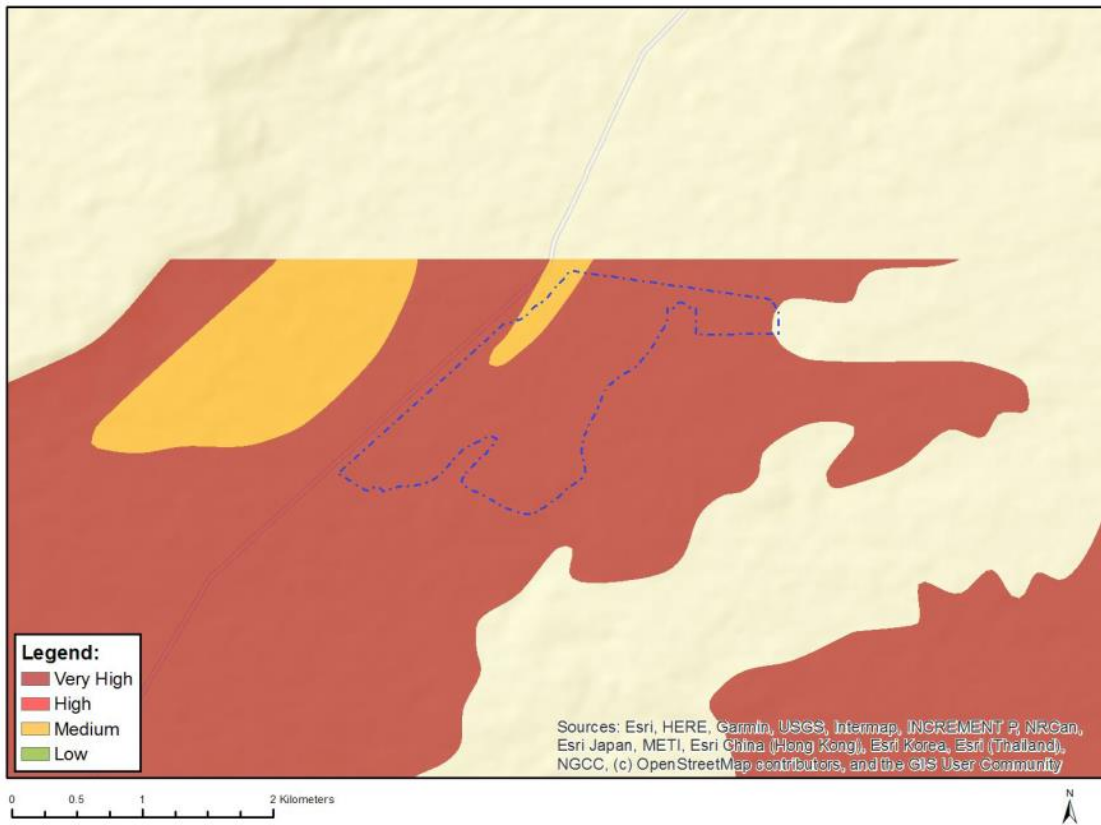 Legend:
Very High
High
Medium
Low
Sources: Esri, HERE, Garmin, USGS, Intermap, INCREMENT P, NRCan,
Esri Japan, METI, Esri China (Hong Kong), Esri Korea, Esri (Thailand),
NGCC, (c) OpenStreetMap contributors, and the GIS User Community
0 0.5 1 2 Kilometers
N